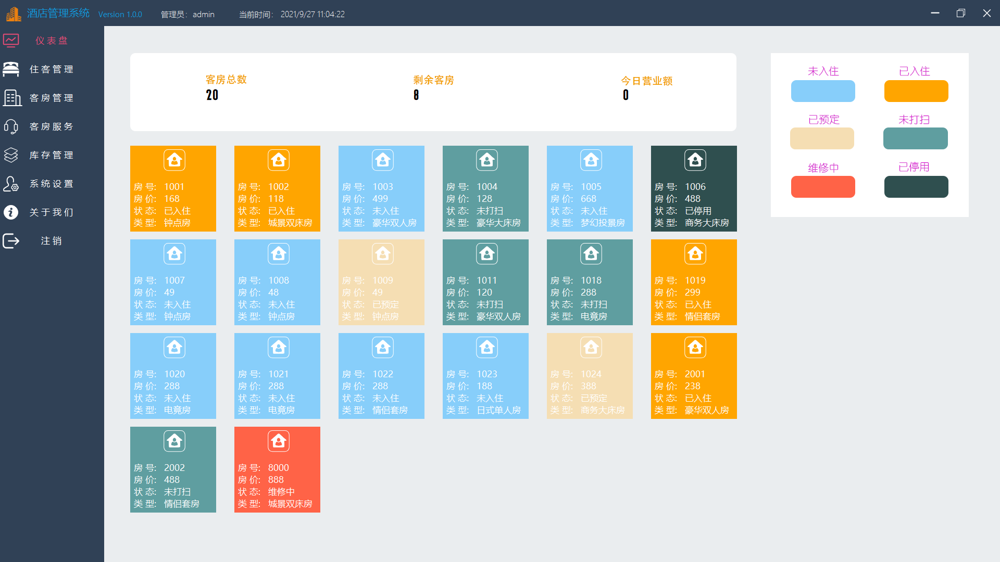 酒店管理系统 Version 1.0.0 管理员：admin 当前时间： 2021/9/27 11:04:22
仪表盘
住客管理
客房管理
客房服务
库存管理
系统设置
关于我们
注销
客房总数 剩余客房 今日营业额
20 8 0
未入住 已入住
已预定 未打扫
维修中 已停用
房 号: 1001
房 价: 168
状 态: 已入住
类 型: 钟点房
房 号: 1002
房 价: 118
状 态: 已入住
类 型: 城景双床房
房 号: 1003
房 价: 499
状 态: 未入住
类 型: 豪华双人房
房 号: 1004
房 价: 128
状 态: 未打扫
类 型: 豪华大床房
房 号: 1005
房 价: 668
状 态: 未入住
类 型: 梦幻投景房
房 号: 1006
房 价: 488
状 态: 已停用
类 型: 商务大床房
房 号: 1007
房 价: 49
状 态: 未入住
类 型: 钟点房
房 号: 1008
房 价: 48
状 态: 未入住
类 型: 钟点房
房 号: 1009
房 价: 49
状 态: 已预定
类 型: 钟点房
房 号: 1011
房 价: 120
状 态: 未打扫
类 型: 豪华双人房
房 号: 1018
房 价: 288
状 态: 未打扫
类 型: 电竟房
房 号: 1019
房 价: 299
状 态: 已入住
类 型: 情侣套房
房 号: 1020
房 价: 288
状 态: 未入住
类 型: 电竟房
房 号: 1021
房 价: 288
状 态: 未入住
类 型: 电竟房
房 号: 1022
房 价: 288
状 态: 未入住
类 型: 情侣套房
房 号: 1023
房 价: 188
状 态: 未入住
类 型: 日式单人房
房 号: 1024
房 价: 388
状 态: 已预定
类 型: 商务大床房
房 号: 2001
房 价: 238
状 态: 已入住
类 型: 豪华双人房
房 号: 2002
房 价: 488
状 态: 未打扫
类 型: 情侣套房
房 号: 8000
房 价: 888
状 态: 维修中
类 型: 城景双床房